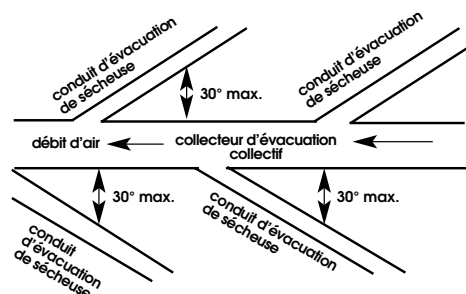 conduit d'évacuation
de sécheuse
30° max.
conduit d'évacuation
de sécheuse
débit d'air
collecteur d'évacuation
collectif
30° max.
30° max.
conduit
d'évacuation
de sécheuse
conduit d'évacuation
de sécheuse